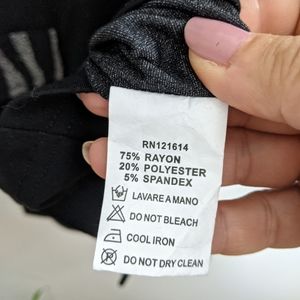 RN121614
75% RAYON
20% POLYESTER
5% SPANDEX
LAVARE A MANO
DO NOT BLEACH
COOL IRON
DO NOT DRY CLEAN